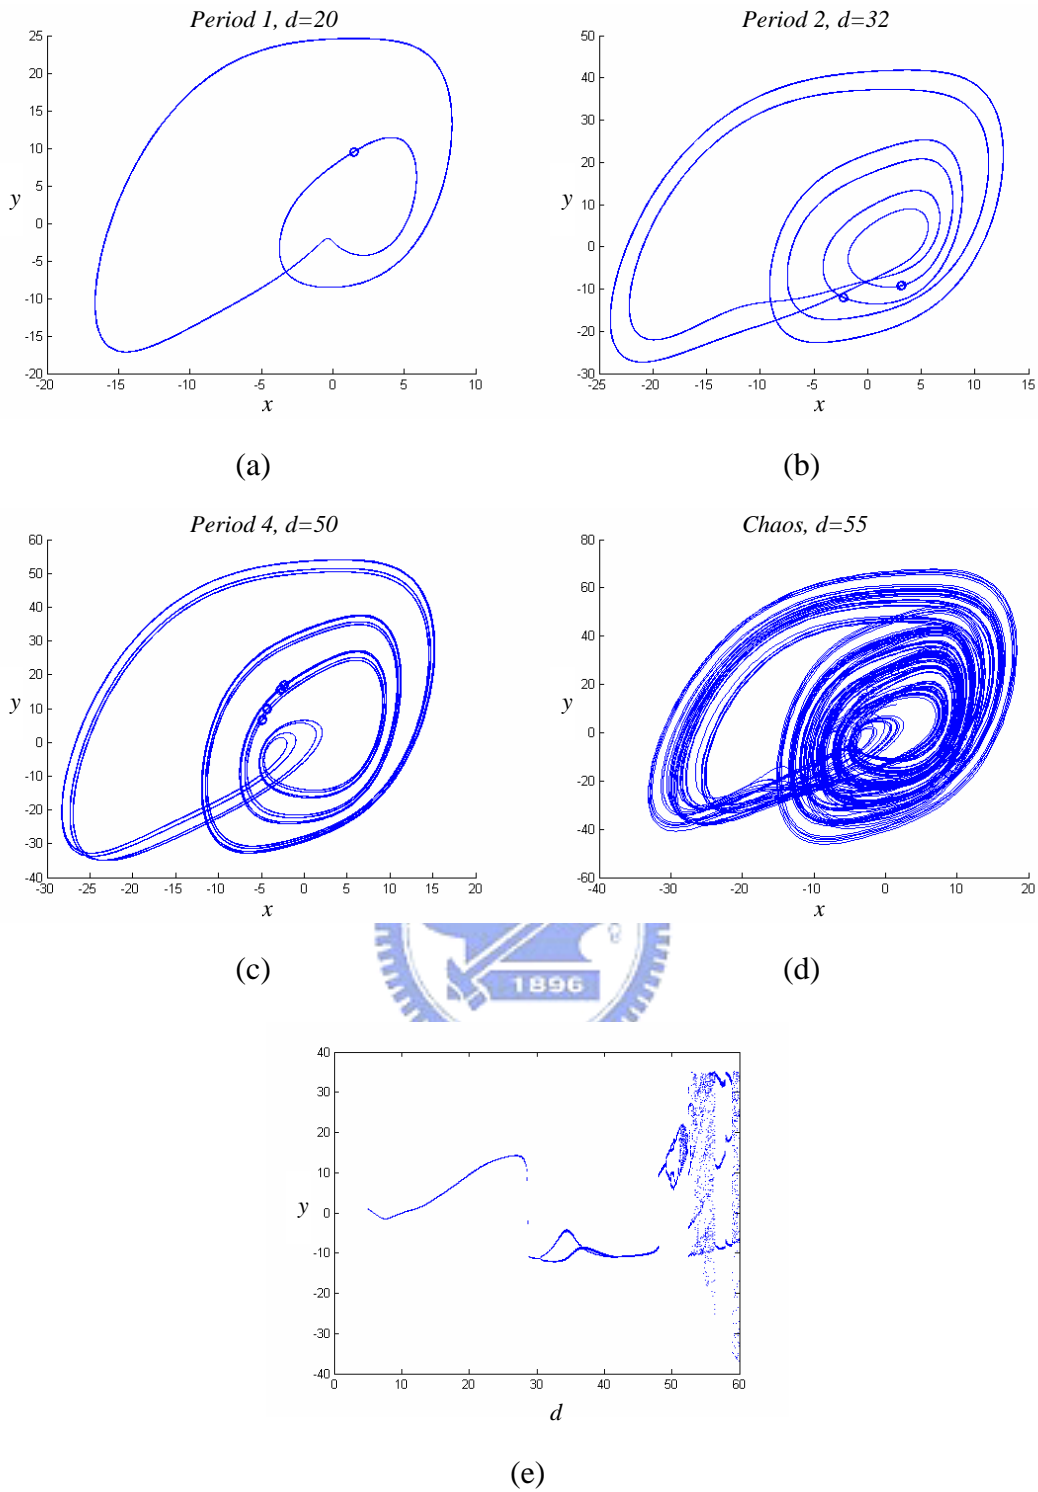 Period 1, d=20
25
20
15
10
5
0
-5
-10
-15
-20
y
-20 -15 -10 -5 0 5 10
x
(a)
Period 2, d=32
50
40
30
20
10
0
-10
-20
-30
y
-25 -20 -15 -10 -5 0 5 10 15
x
(b)
Period 4, d=50
60
50
40
30
20
10
0
-10
-20
-30
-40
y
-30 -25 -20 -15 -10 -5 0 5 10 15 20
x
(c)
Chaos, d=55
80
60
40
20
0
-20
-40
-60
y
-40 -30 -20 -10 0 10 20
x
(d)
1896
40
30
20
10
0
-10
-20
-30
-40
y
0 10 20 30 40 50 60
d
(e)